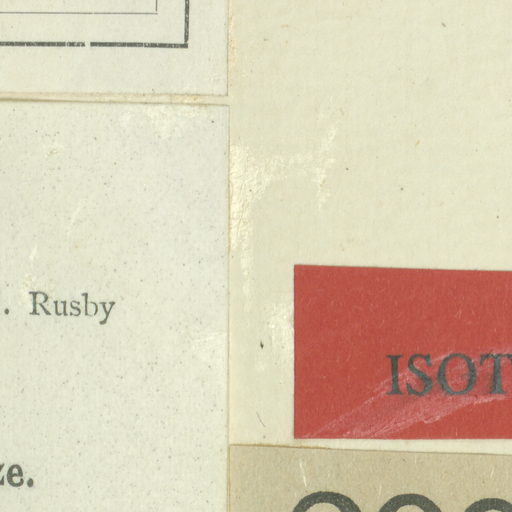 . Rusby
ISOT
ze.